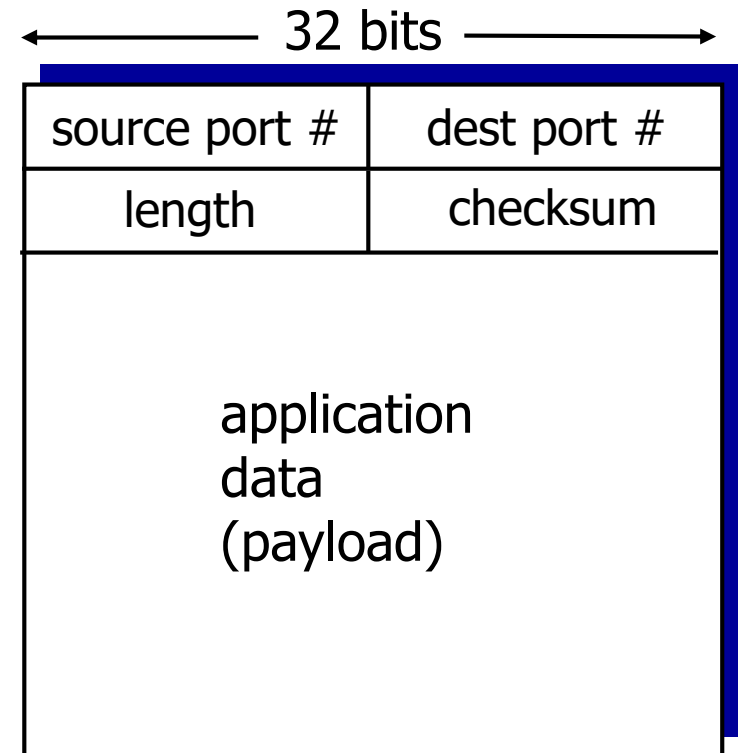 32 bits
source port # dest port #
length checksum
application
data
(payload)